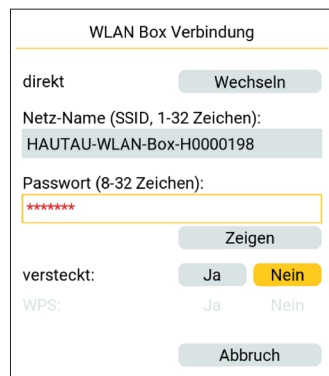 WLAN Box Verbindung
direkt Wechseln
Netz-Name (SSID, 1-32 Zeichen):
HAUTAU-WLAN-Box-H0000198
Passwort (8-32 Zeichen):
*******
Zeigen
versteckt: Ja Nein
WPS: Ja Nein
Abbruch